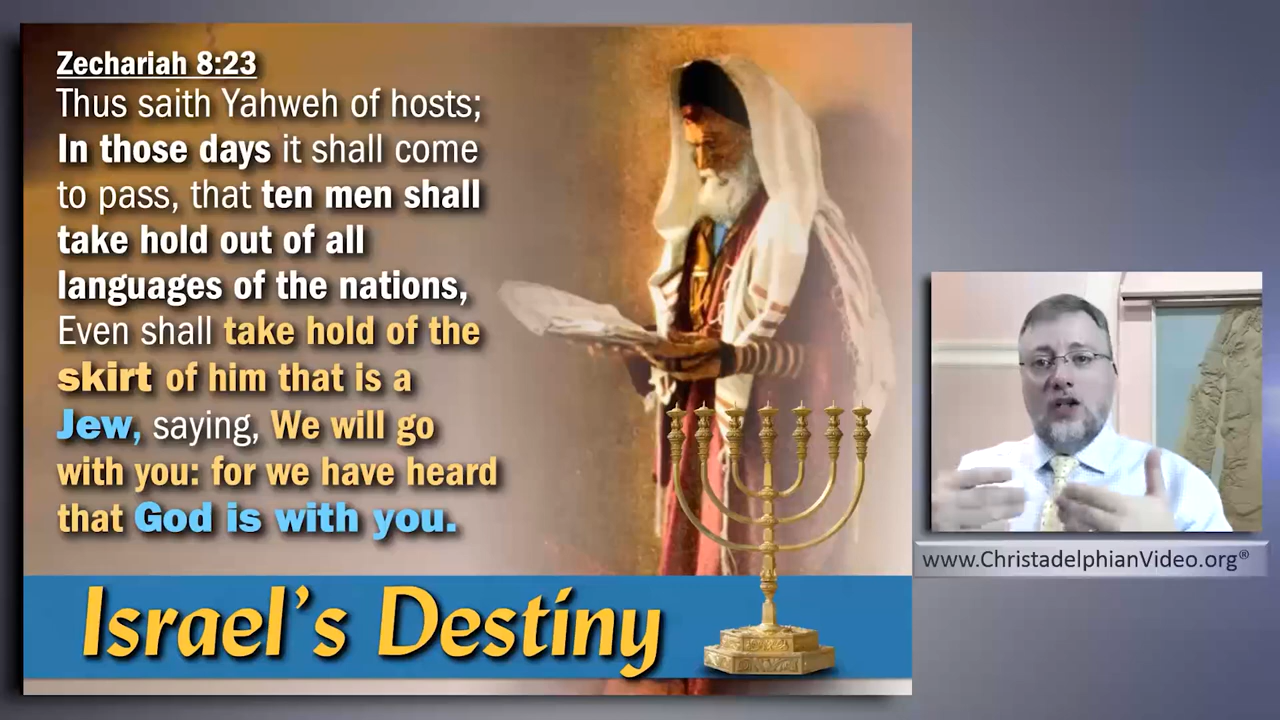 Zechariah 8:23
Thus saith Yahweh of hosts;
In those days it shall come
to pass, that ten men shall
take hold out of all
languages of the nations,
Even shall take hold of the
skirt of him that is a
Jew, saying, We will go
with you: for we have heard
that God is with you.
Israel's Destiny
www.ChristadelphianVideo.org®